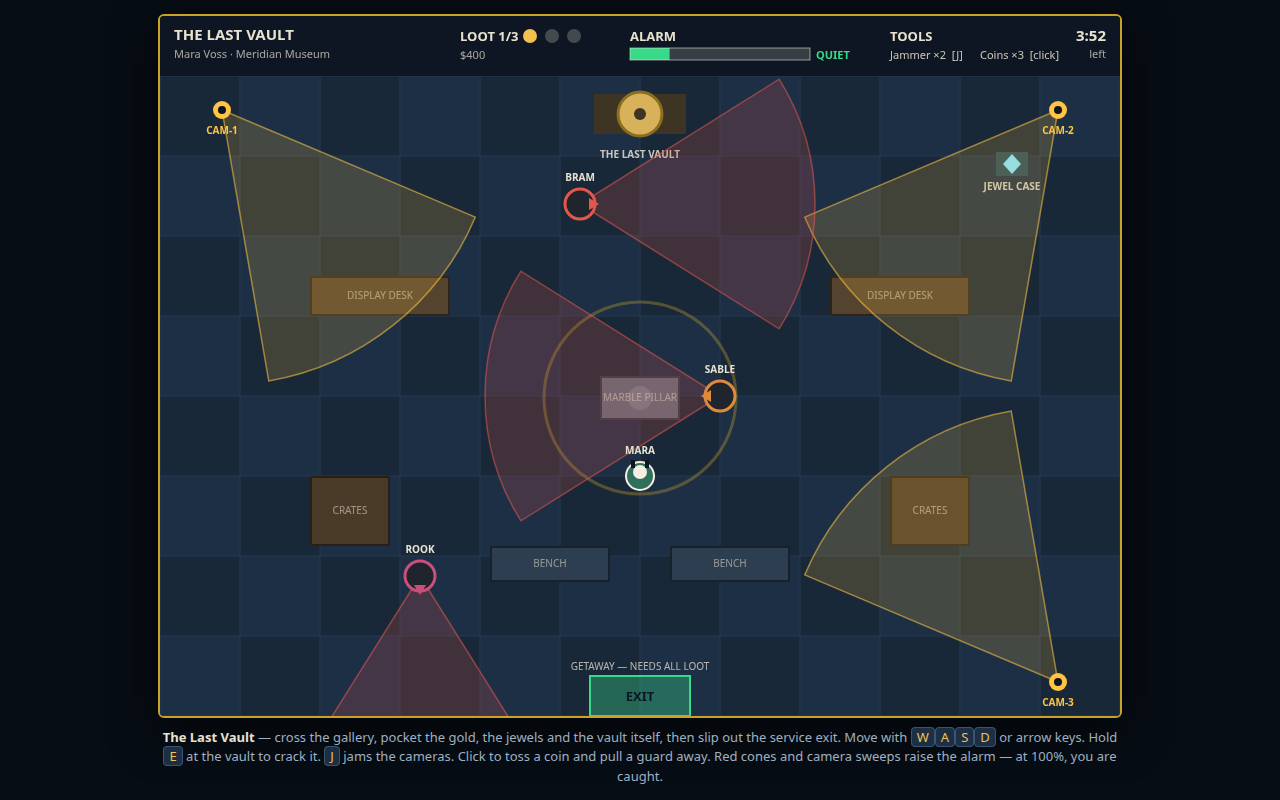 THE LAST VAULT
Mara Voss · Meridian Museum
LOOT 1/3
$400
ALARM
QUIET
TOOLS
Jammer ×2 [J] Coins ×3 [click]
3:52
left
CAM-1
CAM-2
THE LAST VAULT
BRAM
JEWEL CASE
DISPLAY DESK
DISPLAY DESK
SABLE
MARBLE PILLAR
MARA
CRATES
CRATES
ROOK
BENCH
BENCH
GETAWAY — NEEDS ALL LOOT
EXIT
CAM-3
The Last Vault — cross the gallery, pocket the gold, the jewels and the vault itself, then slip out the service exit. Move with W A S D or arrow keys. Hold
E at the vault to crack it. J jams the cameras. Click to toss a coin and pull a guard away. Red cones and camera sweeps raise the alarm — at 100%, you are
caught.